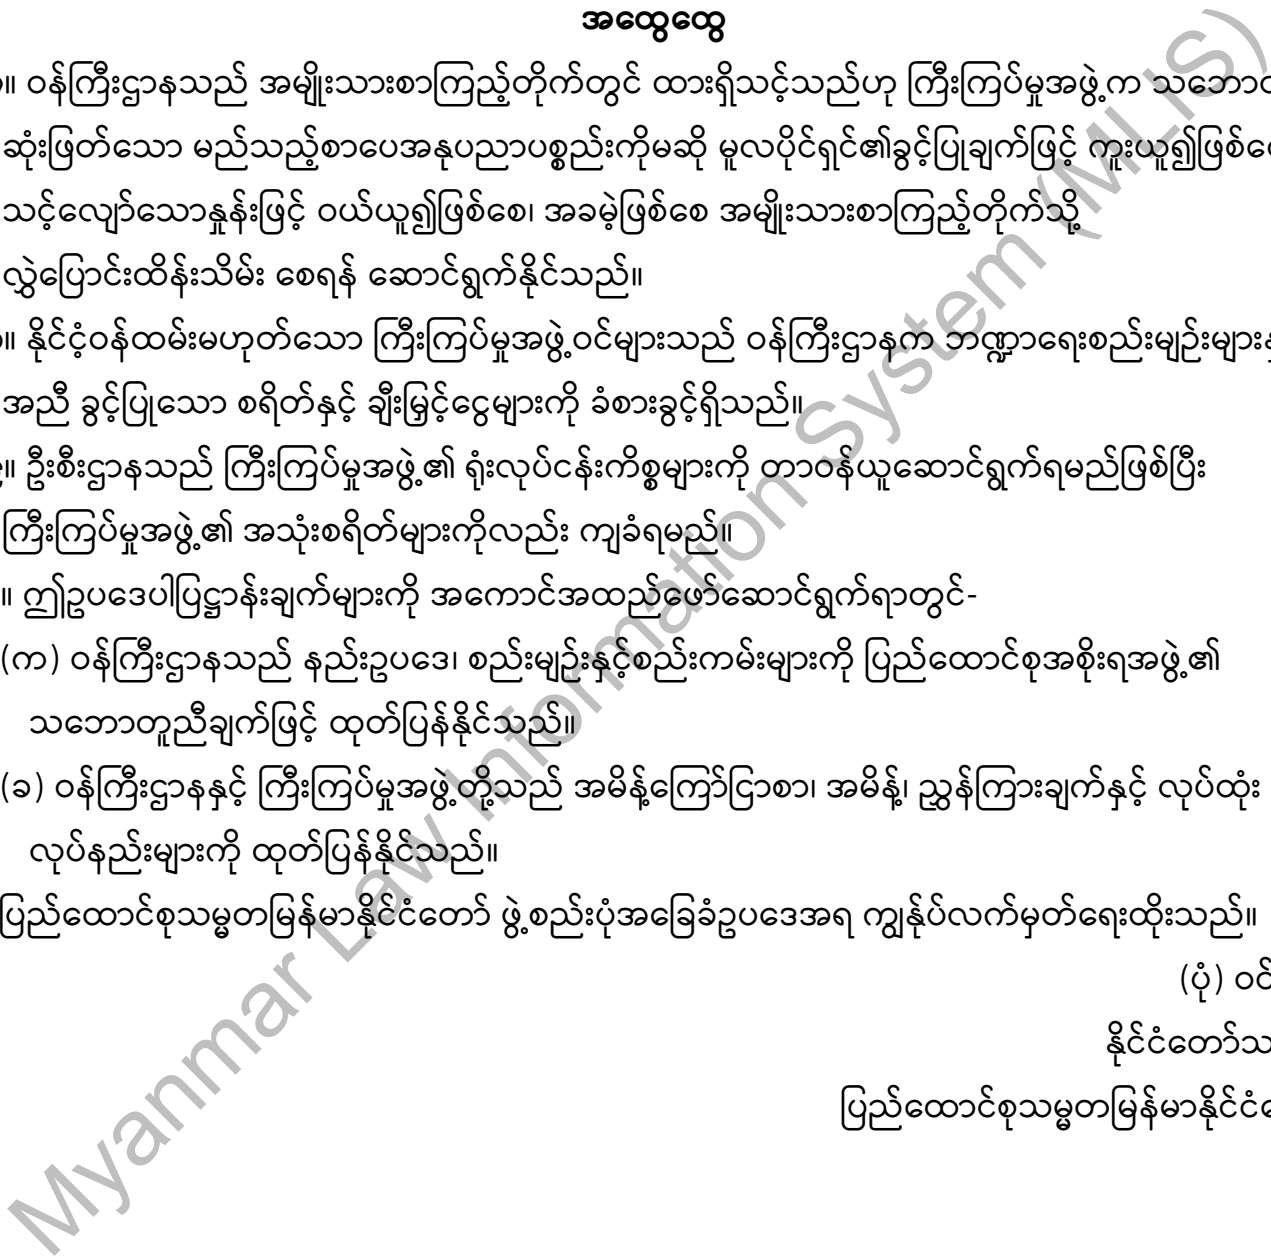 အထွေထွေ
။ ဝန်ကြီးဌာနသည် အမျိုးသားစာကြည့်တိုက်တွင် ထားရှိသင့်သည်ဟု ကြီးကြပ်မှုအဖွဲ့က
ဆုံးဖြတ်သော မည်သည့်စာပေအနုပညာပစ္စည်းကိုမဆို မူလပိုင်ရှင်၏ခွင့်ပြုချက်ဖြင့်
သင့်လျော်သောနှုန်းဖြင့် ဝယ်ယူ၍ဖြစ်စေ၊ အခမဲ့ဖြစ်စေ အမျိုးသားစာကြည့်တိုက်သို့
လွှဲပြောင်းထိန်းသိမ်း စေရန် ဆောင်ရွက်နိုင်သည်။
။ နိုင်ငံ့ဝန်ထမ်းမဟုတ်သော ကြီးကြပ်မှုအဖွဲ့ဝင်များသည် ဝန်ကြီးဌာနက
အညီ ခွင့်ပြုသော စရိတ်နှင့် ချီးမြှင့်ငွေများကို ခံစားခွင့်ရှိသည်။
။ ဦးစီးဌာနသည် ကြီးကြပ်မှုအဖွဲ့၏ ရုံးလုပ်ငန်းကိစ္စများကို တာဝန်ယူဆောင်ရွက်ရမည်ဖြစ်ပြီး
ကြီးကြပ်မှုအဖွဲ့၏ အသုံးစရိတ်များကိုလည်း ကျခံရမည်။
။ ဤဥပဒေပါပြဋ္ဌာန်းချက်များကို အကောင်အထည်ဖော်ဆောင်ရွက်ရာတွင်-
(က) ဝန်ကြီးဌာနသည် နည်းဥပဒေ၊ စည်းမျဉ်းနှင့်စည်းကမ်းများကို ပြည်ထောင်စုအစိုးရအဖွဲ့၏
သဘောတူညီချက်ဖြင့် ထုတ်ပြန်နိုင်သည်။
(ခ) ဝန်ကြီးဌာနနှင့် ကြီးကြပ်မှုအဖွဲ့တို့သည် အမိန့်ကြော်ငြာစာ၊ အမိန့်၊ ညွှန်ကြားချက်နှင့် လုပ်ထုံး
လုပ်နည်းများကို ထုတ်ပြန်နိုင်သည်။
ပြည်ထောင်စုသမ္မတမြန်မာနိုင်ငံတော် ဖွဲ့စည်းပုံအခြေခံဥပဒေအရ ကျွန်ုပ်လက်မှတ်ရေးထိုးသည်။
(ပုံ) ဝင်
နိုင်ငံတော်သ
ပြည်ထောင်စုသမ္မတမြန်မာနိုင်ငံ
Myanmar Law Information System (MLIS)